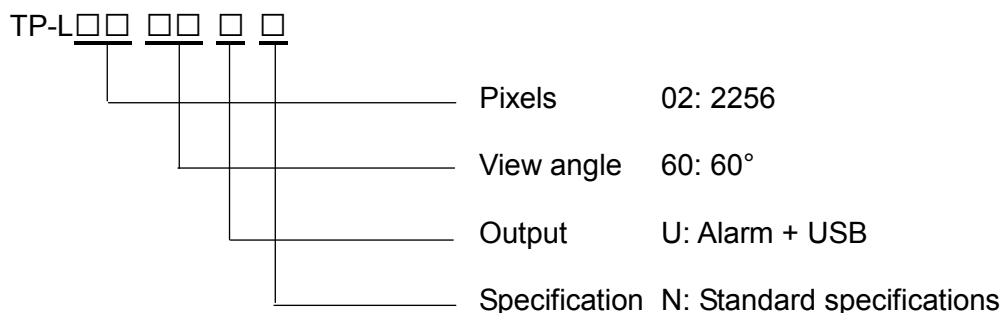 TP-L□□ □□ □ □
Pixels 02: 2256
View angle 60: 60°
Output U: Alarm + USB
Specification N: Standard specifications